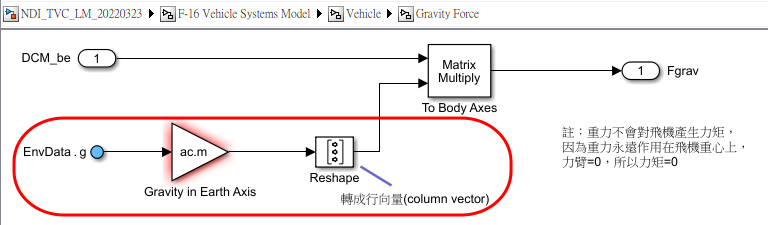 NDI_TVC_LM_20220323 ▶ F-16 Vehicle Systems Model ▶ Vehicle ▶ Gravity Force
DCM_be
1
Matrix
Multiply
To Body Axes
1
Fgrav
EnvData . g
ac.m
Gravity in Earth Axis
Reshape
轉成行向量(column vector)
註：重力不會對飛機產生力矩，
因為重力永遠作用在飛機重心上，
力臂=0，所以力矩=0